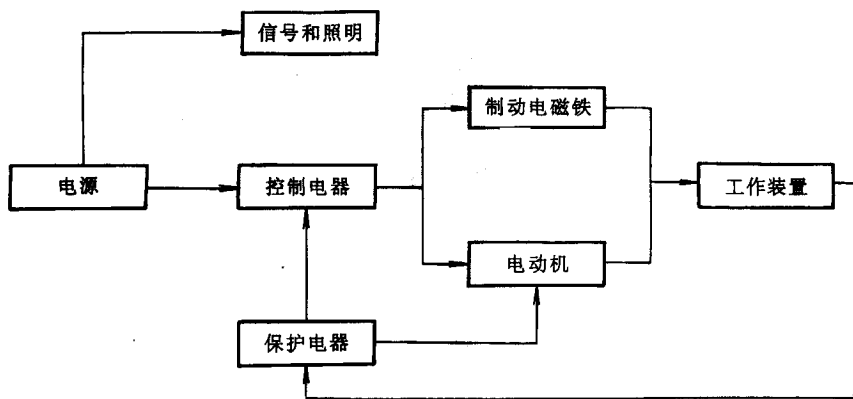 信号和照明
制动电磁铁
电源
控制电器
工作装置
电动机
保护电器